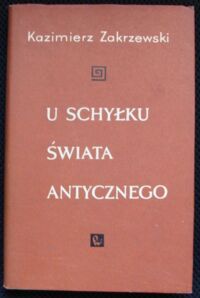 Kazimierz Zakrzewski
U SCHYŁKU
ŚWIATA
ANTYCZNEGO